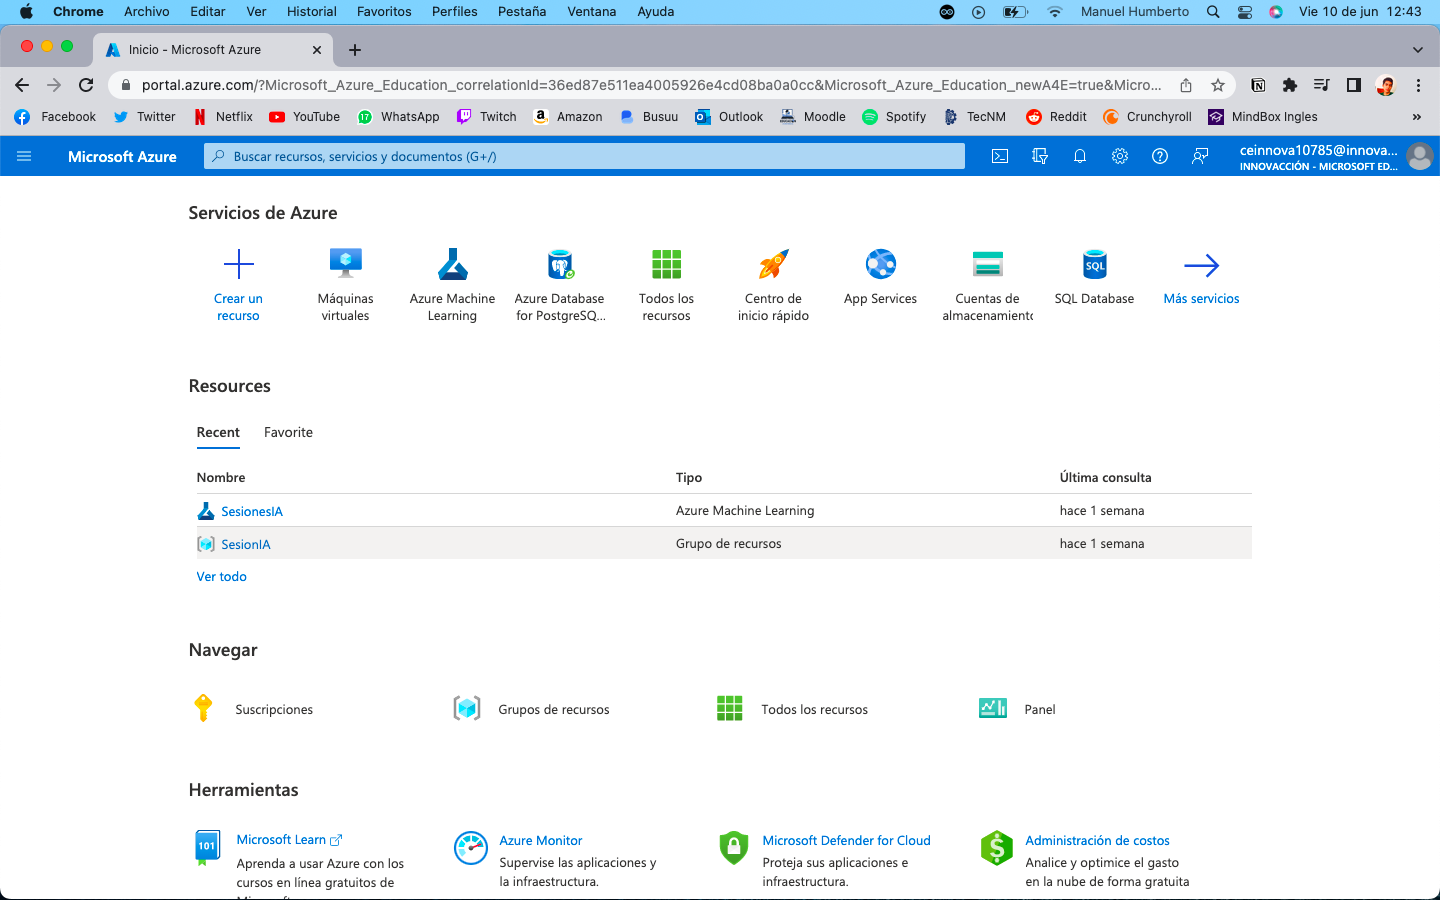 Chrome Archivo Editar Ver Historial Favoritos Perfiles Pestaña Ventana Ayuda Manuel Humberto Vie 10 de jun 12:43
Inicio - Microsoft Azure
portal.azure.com/?Microsoft_Azure_Education_correlationId=36ed87e511ea4005926e4cd08ba0a0cc&Microsoft_Azure_Education_newA4E=true&Micro...
Facebook Twitter Netflix YouTube 17 WhatsApp Twitch Amazon Busuu Outlook Moodle Spotify TecNM Reddit Crunchyroll MindBox Ingles »
Microsoft Azure Buscar recursos, servicios y documentos (G+/) ceinnova10785@innova...
INNOVACCIÓN - MICROSOFT ED...
Servicios de Azure
Crear un recurso
Máquinas virtuales
Azure Machine Learning
Azure Database for PostgreSQ...
Todos los recursos
Centro de inicio rápido
App Services
Cuentas de almacenamiento
SQL
SQL Database
Más servicios
Resources
Recent Favorite
Nombre Tipo Última consulta
SesionesIA Azure Machine Learning hace 1 semana
SesionIA Grupo de recursos hace 1 semana
Ver todo
Navegar
Suscripciones Grupos de recursos Todos los recursos Panel
Herramientas
101
Microsoft Learn
Aprenda a usar Azure con los
cursos en línea gratuitos de
Azure Monitor
Supervise las aplicaciones y
la infraestructura.
Microsoft Defender for Cloud
Proteja sus aplicaciones e
infraestructura.
$
Administración de costos
Analice y optimice el gasto
en la nube de forma gratuita